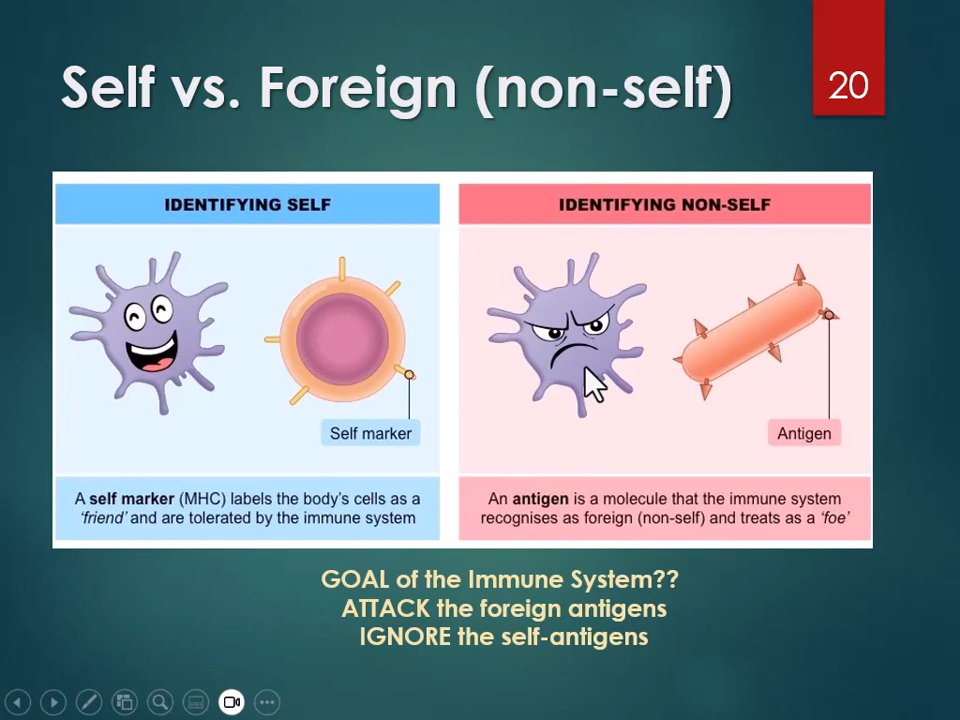 Self vs. Foreign (non-self)
20
IDENTIFYING SELF
IDENTIFYING NON-SELF
Self marker
Antigen
A self marker (MHC) labels the body's cells as a
'friend' and are tolerated by the immune system
An antigen is a molecule that the immune system
recognises as foreign (non-self) and treats as a 'foe'
GOAL of the Immune System??
ATTACK the foreign antigens
IGNORE the self-antigens